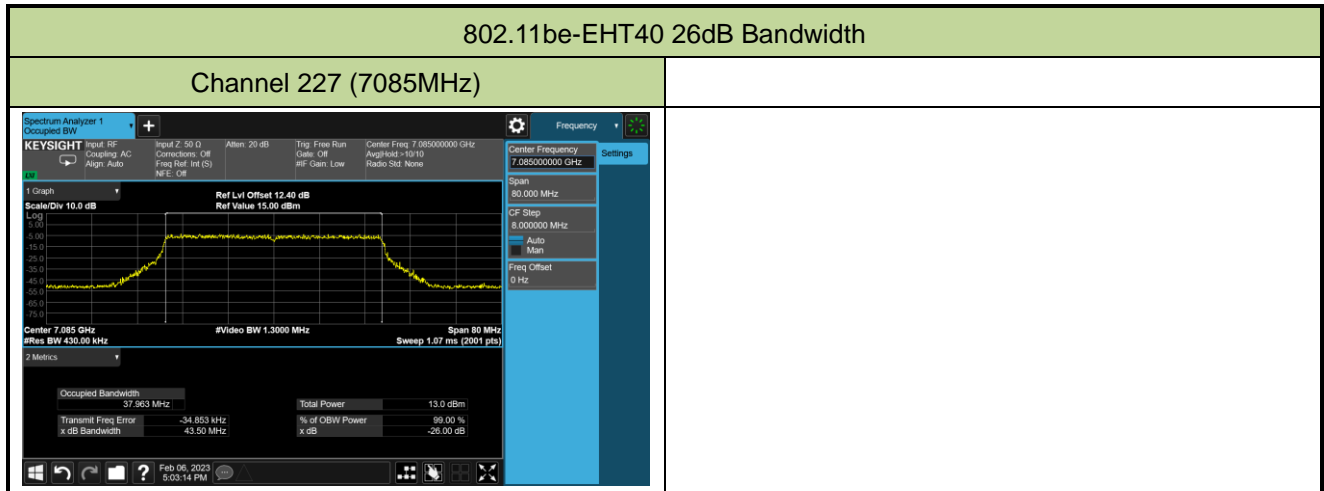 802.11be-EHT40 26dB Bandwidth
Channel 227 (7085MHz)
Spectrum Analyzer 1
Occupied BW
Frequency
KEYSIGHT
Input: RF
Coupling: AC
Align: Auto
Input Z: 50 Ω
Corrections: Off
Freq Ref: Int (S)
NFE: Off
Atten: 20 dB
Trig: Free Run
Gate: Off
#IF Gain: Low
Center Freq: 7.085000000 GHz
Avg|Hold:>10/10
Radio Std: None
Center Frequency
7.085000000 GHz
Settings
Span
80.000 MHz
CF Step
8.000000 MHz
Auto
Man
Freq Offset
0 Hz
1 Graph
Scale/Div 10.0 dB
Ref Lvl Offset 12.40 dB
Ref Value 15.00 dBm
Log
5.00
-5.00
-15.0
-25.0
-35.0
-45.0
-55.0
-65.0
-75.0
Center 7.085 GHz
#Video BW 1.3000 MHz
Span 80 MHz
#Res BW 430.00 kHz
Sweep 1.07 ms (2001 pts)
2 Metrics
Occupied Bandwidth
37.963 MHz
Total Power 13.0 dBm
Transmit Freq Error -34.853 kHz
% of OBW Power 99.00 %
x dB Bandwidth 43.50 MHz
x dB -26.00 dB
?
Feb 06, 2023
5:03:14 PM